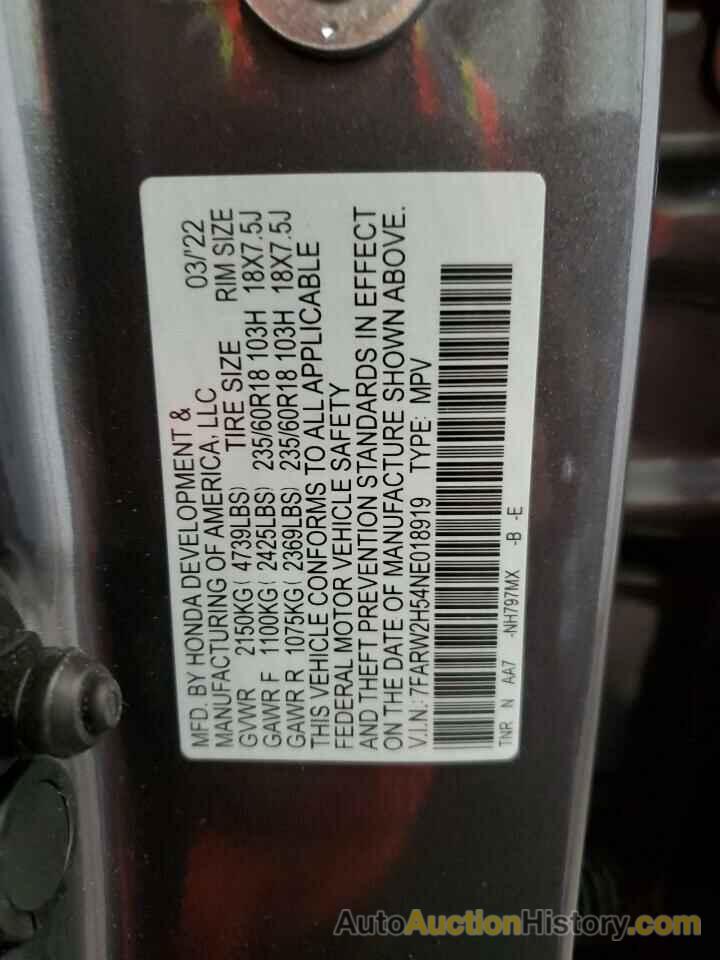 MFD. BY HONDA DEVELOPMENT & 03/'22
MANUFACTURING OF AMERICA, LLC
TIRE SIZE RIM SIZE
GVWR 2150KG( 4739LBS)
GAWR F 1100KG( 2425LBS) 235/60R18 103H 18X7.5J
GAWR R 1075KG( 2369LBS) 235/60R18 103H 18X7.5J
THIS VEHICLE CONFORMS TO ALL APPLICABLE
FEDERAL MOTOR VEHICLE SAFETY
AND THEFT PREVENTION STANDARDS IN EFFECT
ON THE DATE OF MANUFACTURE SHOWN ABOVE.
V.I.N.: 7FARW2H54NE018919 TYPE: MPV
TNR N AA7 -NH797MX -B -E
AutoAuctionHistory.com